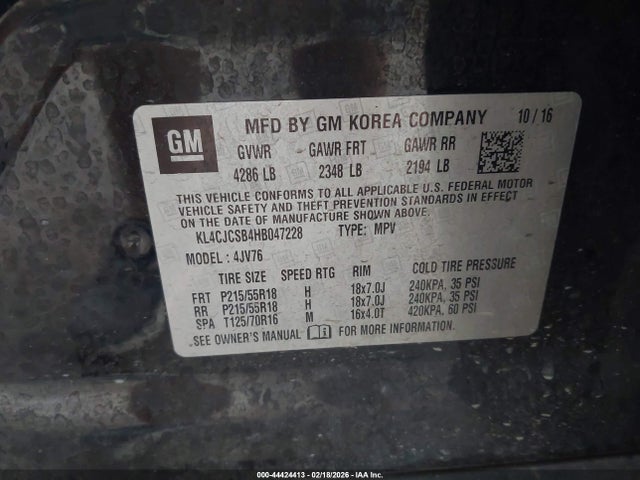 GM
MFD BY GM KOREA COMPANY 10/16
GVWR GAWR FRT GAWR RR
4286 LB 2348 LB 2194 LB
THIS VEHICLE CONFORMS TO ALL APPLICABLE U.S. FEDERAL MOTOR
VEHICLE SAFETY AND THEFT PREVENTION STANDARDS IN EFFECT
ON THE DATE OF MANUFACTURE SHOWN ABOVE.
KL4CJCSB4HB047228 TYPE: MPV
MODEL: 4JV76
TIRE SIZE SPEED RTG RIM COLD TIRE PRESSURE
FRT P215/55R18 H 18x7.0J 240KPA, 35 PSI
RR P215/55R18 H 18x7.0J 240KPA, 35 PSI
SPA T125/70R16 M 16x4.0T 420KPA, 60 PSI
SEE OWNER'S MANUAL FOR MORE INFORMATION.
000-44424413 - 02/18/2026 - IAA Inc.